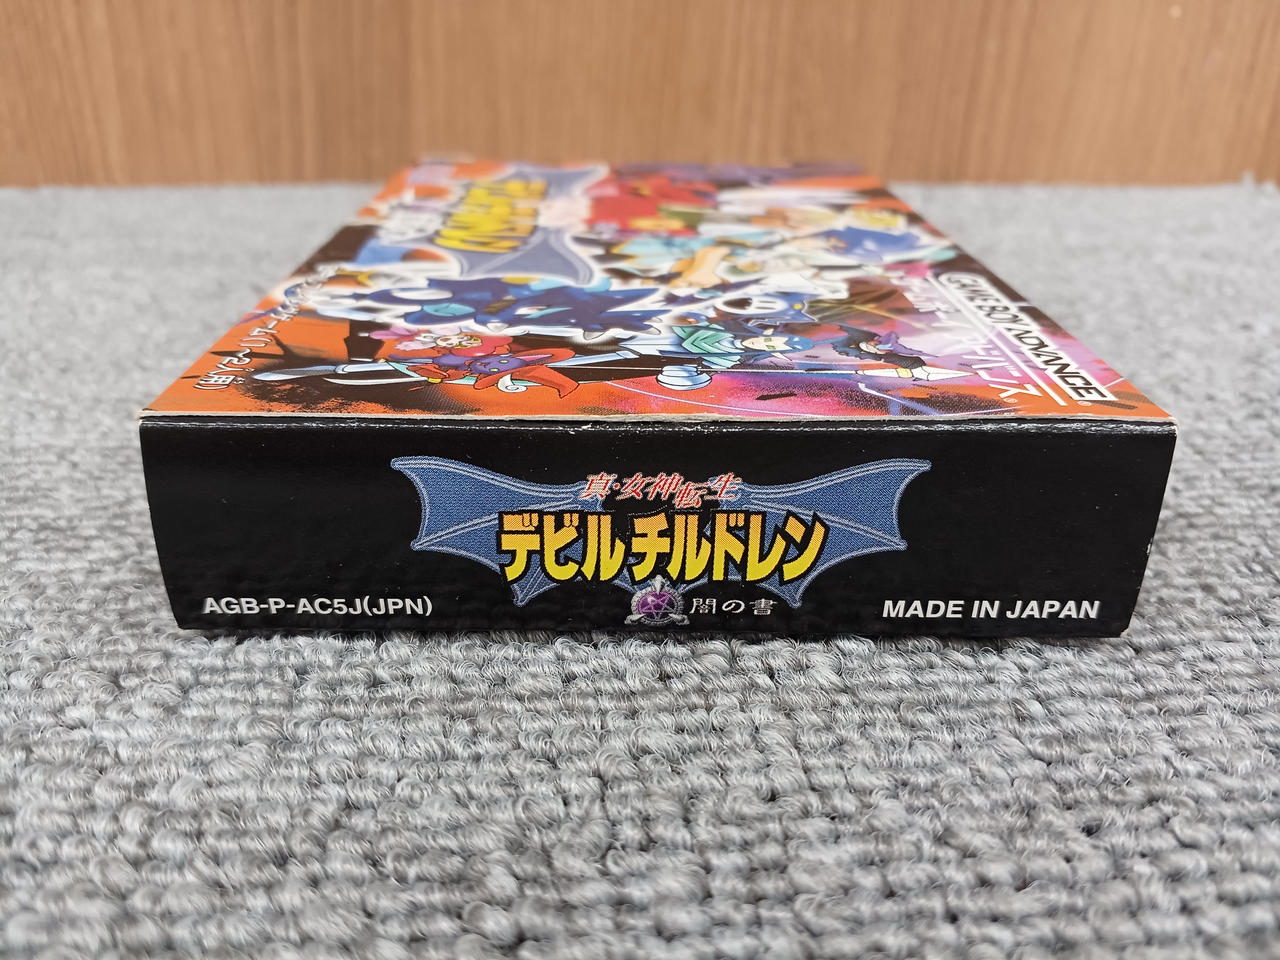 GAME BOY ADVANCE
真・女神転生
デビルチルドレン
闇の書
AGB-P-AC5J(JPN)
MADE IN JAPAN